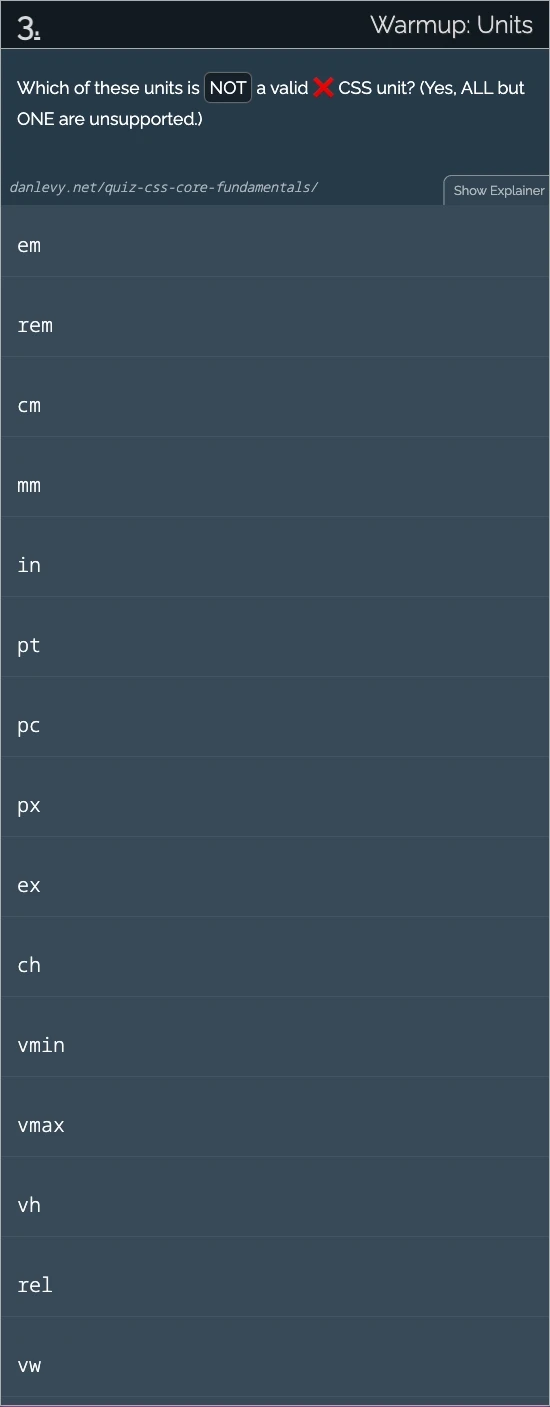 3.
Warmup: Units
Which of these units is NOT a valid ❌ CSS unit? (Yes, ALL but
ONE are unsupported.)
danlevy.net/quiz-css-core-fundamentals/
Show Explainer
em
rem
cm
mm
in
pt
pc
px
ex
ch
vmin
vmax
vh
rel
vw